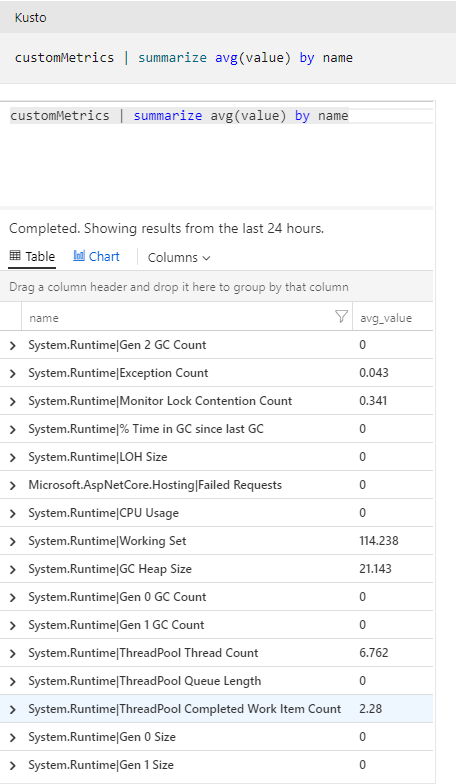 Kusto
customMetrics | summarize avg(value) by name
customMetrics | summarize avg(value) by name
Completed. Showing results from the last 24 hours.
Table Chart Columns
Drag a column header and drop it here to group by that column
name avg_value
System.Runtime|Gen 2 GC Count 0
System.Runtime|Exception Count 0.043
System.Runtime|Monitor Lock Contention Count 0.341
System.Runtime|% Time in GC since last GC 0
System.Runtime|LOH Size 0
Microsoft.AspNetCore.Hosting|Failed Requests 0
System.Runtime|CPU Usage 0
System.Runtime|Working Set 114.238
System.Runtime|GC Heap Size 21.143
System.Runtime|Gen 0 GC Count 0
System.Runtime|Gen 1 GC Count 0
System.Runtime|ThreadPool Thread Count 6.762
System.Runtime|ThreadPool Queue Length 0
System.Runtime|ThreadPool Completed Work Item Count 2.28
System.Runtime|Gen 0 Size 0
System.Runtime|Gen 1 Size 0